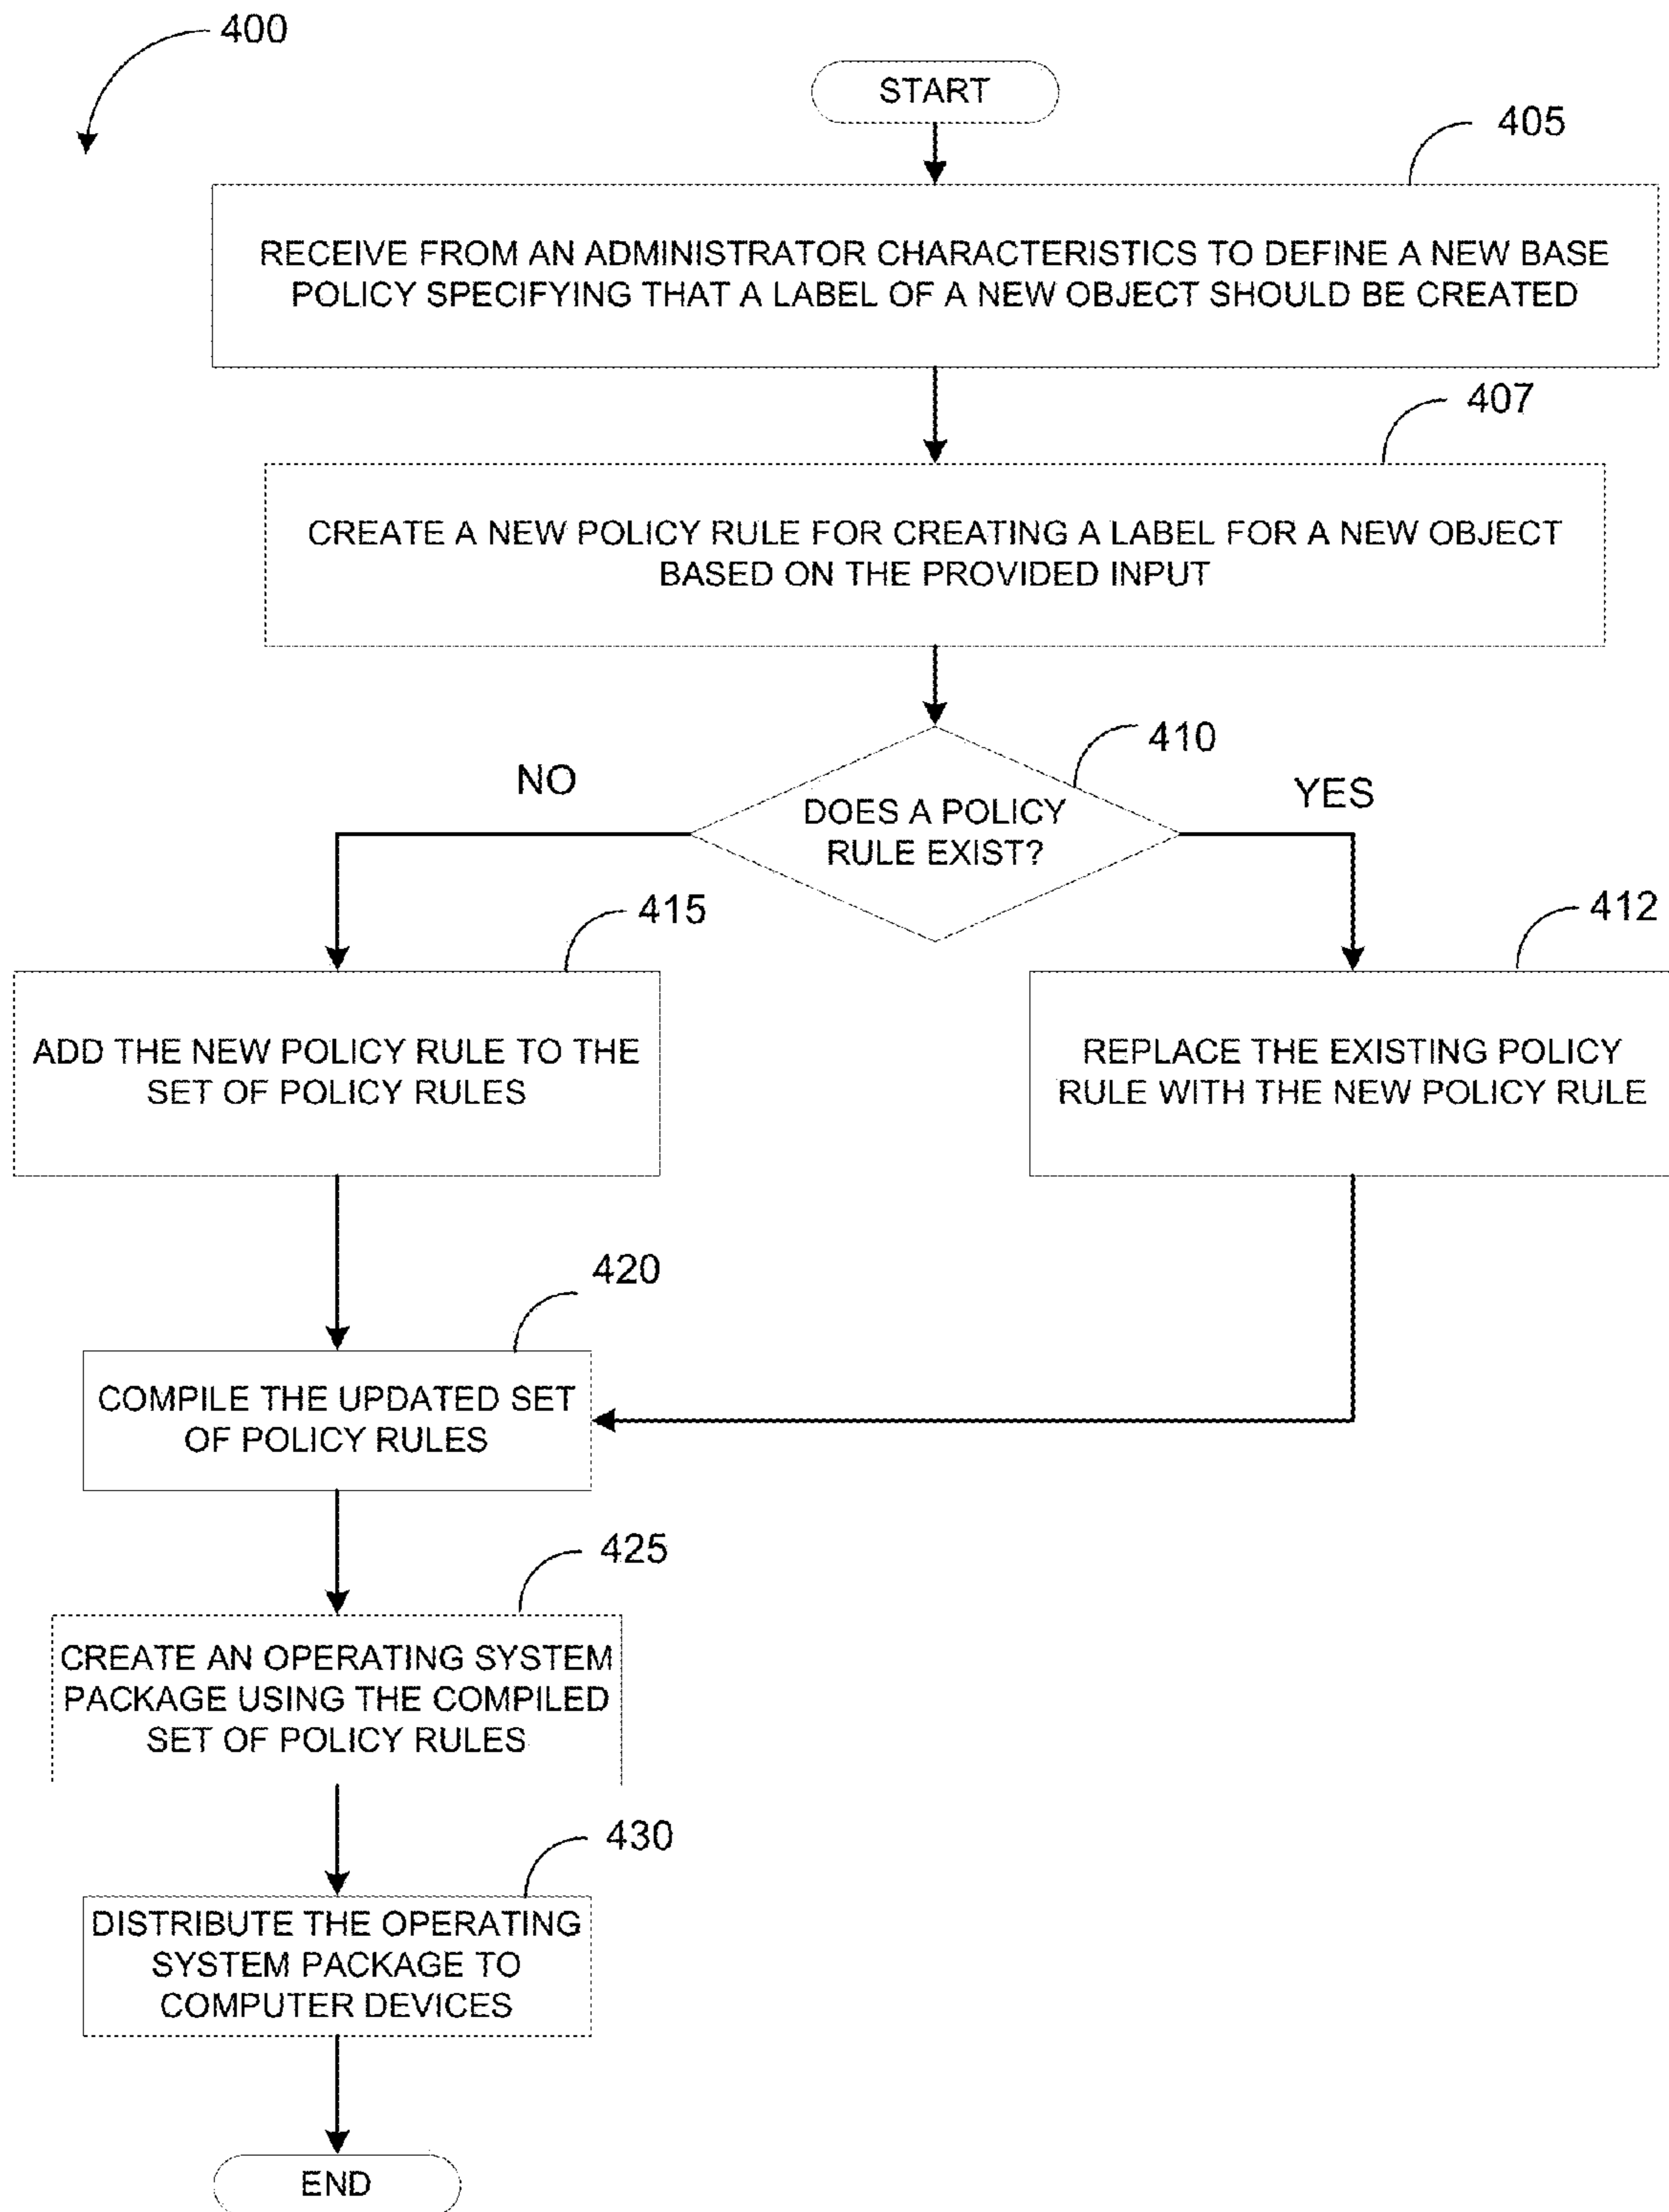 400
START
405
RECEIVE FROM AN ADMINISTRATOR CHARACTERISTICS TO DEFINE A NEW BASE
POLICY SPECIFYING THAT A LABEL OF A NEW OBJECT SHOULD BE CREATED
407
CREATE A NEW POLICY RULE FOR CREATING A LABEL FOR A NEW OBJECT
BASED ON THE PROVIDED INPUT
410
NO
YES
DOES A POLICY
RULE EXIST?
415
412
ADD THE NEW POLICY RULE TO THE
SET OF POLICY RULES
REPLACE THE EXISTING POLICY
RULE WITH THE NEW POLICY RULE
420
COMPILE THE UPDATED SET
OF POLICY RULES
425
CREATE AN OPERATING SYSTEM
PACKAGE USING THE COMPILED
SET OF POLICY RULES
430
DISTRIBUTE THE OPERATING
SYSTEM PACKAGE TO
COMPUTER DEVICES
END